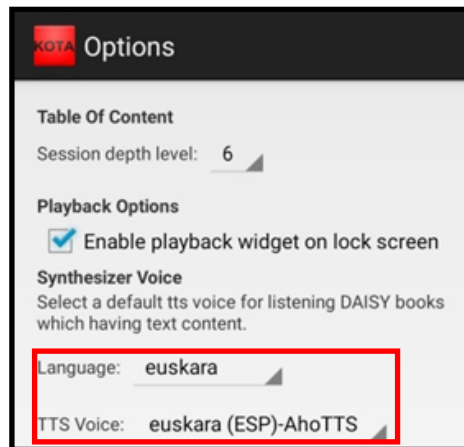 KOTA Options
Table Of Content
Session depth level: 6
Playback Options
Enable playback widget on lock screen
Synthesizer Voice
Select a default tts voice for listening DAISY books
which having text content.
Language: euskara
TTS Voice: euskara (ESP)-AhoTTS